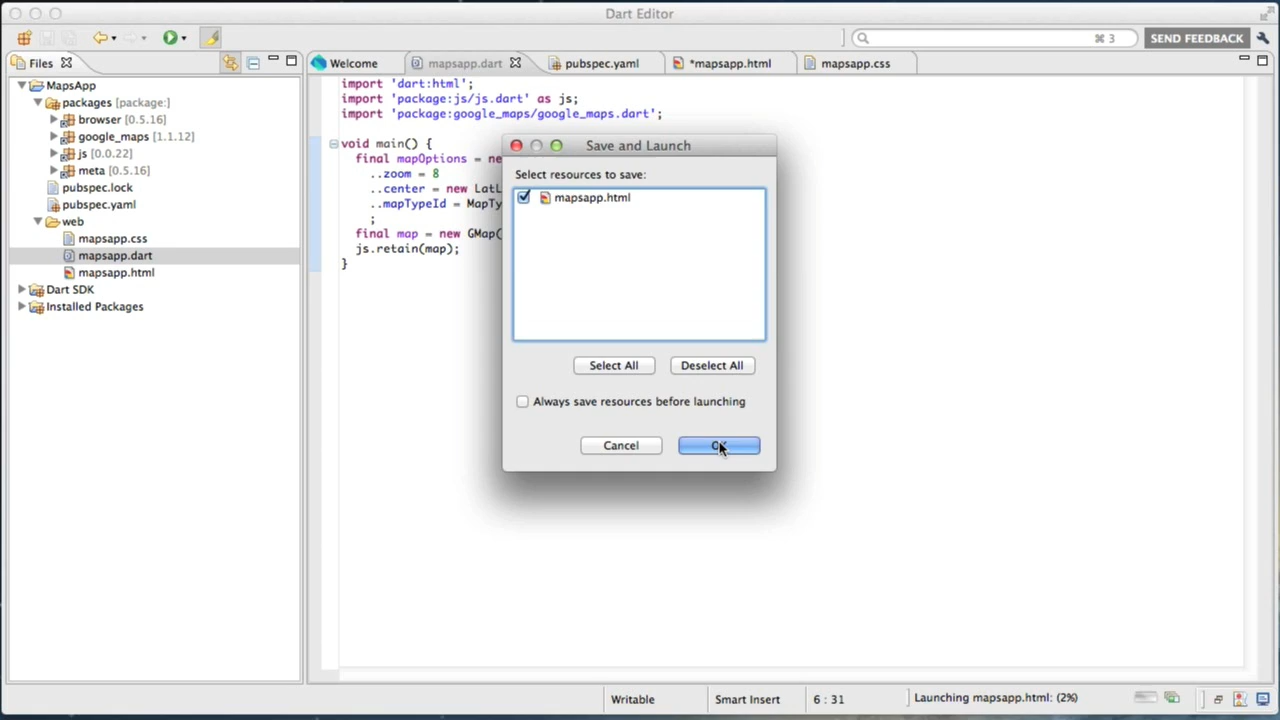 Dart Editor
⌘ 3
SEND FEEDBACK
Files
Welcome
mapsapp.dart
pubspec.yaml
*mapsapp.html
mapsapp.css
MapsApp
packages [package:]
browser [0.5.16]
google_maps [1.1.12]
js [0.0.22]
meta [0.5.16]
pubspec.lock
pubspec.yaml
web
mapsapp.css
mapsapp.dart
mapsapp.html
Dart SDK
Installed Packages
import 'dart:html';
import 'package:js/js.dart' as js;
import 'package:google_maps/google_maps.dart';
void main() {
final mapOptions = ne
..zoom = 8
..center = new LatL
..mapTypeId = MapTy
;
final map = new GMap(
js.retain(map);
}
Save and Launch
Select resources to save:
mapsapp.html
Select All
Deselect All
Always save resources before launching
Cancel
Writable
Smart Insert
6 : 31
Launching mapsapp.html: (2%)